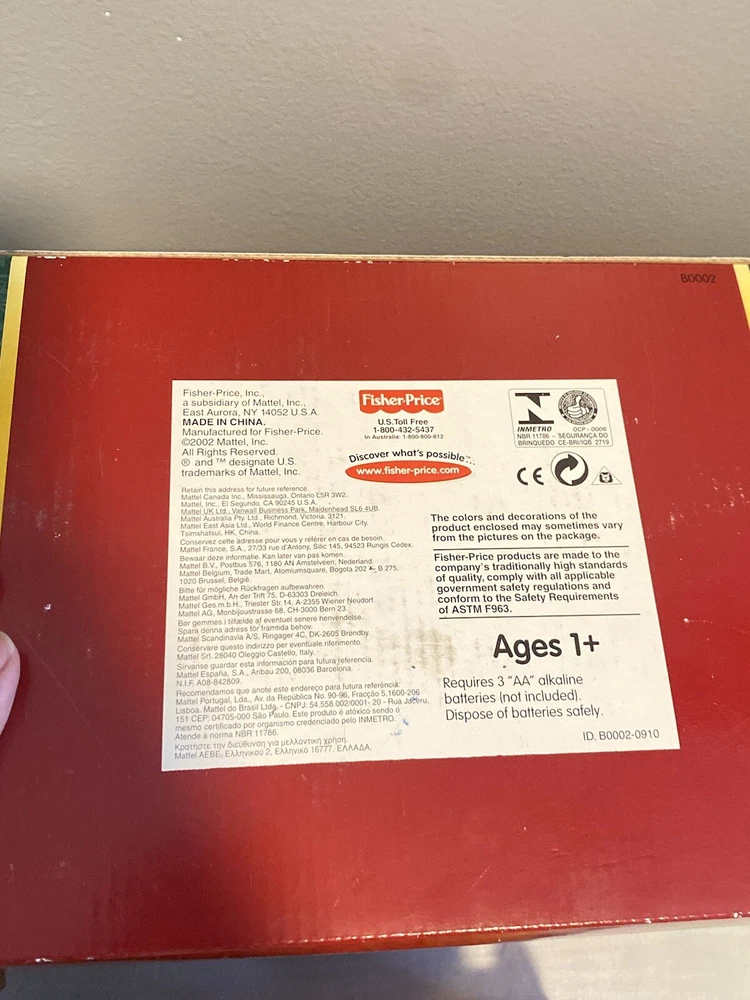 B0002
Fisher-Price, Inc.,
a subsidiary of Mattel, Inc.,
East Aurora, NY 14052 U.S.A.
MADE IN CHINA.
Manufactured for Fisher-Price.
©2002 Mattel, Inc.
All Rights Reserved.
® and ™ designate U.S.
trademarks of Mattel, Inc.
Fisher-Price®
U.S. Toll Free
1-800-432-5437
In Australia: 1-800-800-812
Discover what's possible™...
www.fisher-price.com
INMETRO OCP - 0006
NBR 11786 - SEGURANÇA DO
BRINQUEDO CE-BRI/IQB 2719
CE
Retain this address for future reference.
Mattel Canada Inc., Mississauga, Ontario L5R 3W2.
Mattel, Inc., El Segundo, CA 90245 U.S.A.
Mattel UK Ltd., Vanwall Business Park, Maidenhead SL6 4UB.
Mattel Australia Pty. Ltd., Richmond, Victoria. 3121.
Mattel East Asia Ltd., World Finance Centre, Harbour City,
Tsimshatsui, HK, China.
Conservez cette adresse pour vous y référer en cas de besoin.
Mattel France, S.A., 27/33 rue d'Antony, Silic 145, 94523 Rungis Cedex.
Bewaar deze informatie. Kan later van pas komen.
Mattel B.V., Postbus 576, 1180 AN Amstelveen, Nederland.
Mattel Belgium, Trade Mart, Atomiumsquare, Bogota 202 - B 275,
1020 Brussel, België.
Bitte für mögliche Rückfragen aufbewahren.
Mattel GmbH, An der Trift 75, D-63303 Dreieich.
Mattel Ges.m.b.H., Triester Str. 14, A-2355 Wiener Neudorf.
Mattel AG, Monbijoustrasse 68, CH-3000 Bern 23.
Bør gemmes i tilfælde af eventuel senere henvendelse.
Spara denna adress för framtida behov.
Mattel Scandinavia A/S, Ringager 4C, DK-2605 Brøndby.
Conservare questo indirizzo per eventuale riferimento.
Mattel Srl. 28040 Oleggio Castello, Italy.
Sírvanse guardar esta información para futura referencia.
Mattel España, S.A., Aribau 200, 08036 Barcelona.
N.I.F. A08-842809.
Recomendamos que anote este endereço para futura referência.
Mattel Portugal, Lda., Av. da República No. 90-96, Fracção 5,1600-206
Lisboa. Mattel do Brasil Ltda. - CNPJ: 54.558.002/0001-20 - Rua Jaceru,
151 CEP: 04705-000 São Paulo. Este produto é atóxico sendo o
mesmo certificado por organismo credenciado pelo INMETRO.
Atende à norma NBR 11786.
Κρατήστε την διεύθυνση για μελλοντική χρήση.
Mattel AEBE, Ελληνικού 2, Ελληνικό 16777, ΕΛΛΑΔΑ.
The colors and decorations of the
product enclosed may sometimes vary
from the pictures on the package.
Fisher-Price products are made to the
company's traditionally high standards
of quality, comply with all applicable
government safety regulations and
conform to the Safety Requirements
of ASTM F963.
Ages 1+
Requires 3 "AA" alkaline
batteries (not included).
Dispose of batteries safely.
ID. B0002-0910